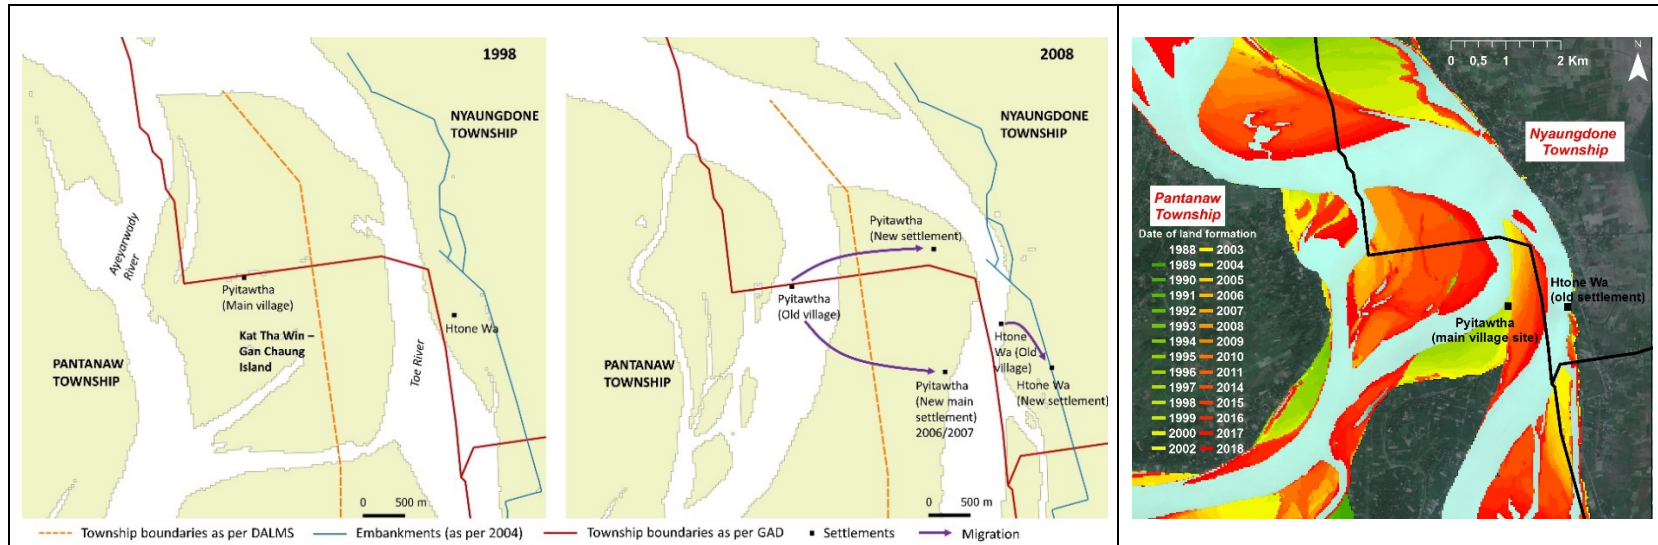 1998
NYAUNGDONE
TOWNSHIP
Ayeyarwady
River
Pyitawtha
(Main village)
Htone Wa
Kat Tha Win –
Gan Chaung
Island
PANTANAW
TOWNSHIP
Toe River
0 500 m
2008
NYAUNGDONE
TOWNSHIP
Pyitawtha
(New settlement)
Pyitawtha
(Old village)
Htone
Wa (Old
village)
PANTANAW
TOWNSHIP
Pyitawtha
(New main
settlement)
2006/2007
Htone Wa
(New settlement)
0 500 m
Township boundaries as per DALMS
Embankments (as per 2004)
Township boundaries as per GAD
Settlements
Migration
N
0 0,5 1 2 Km
Nyaungdone
Township
Pantanaw
Township
Date of land formation
1988 2003
1989 2004
1990 2005
1991 2006
1992 2007
1993 2008
1994 2009
1995 2010
1996 2011
1997 2014
1998 2015
1999 2016
2000 2017
2002 2018
Htone Wa
(old settlement)
Pyitawtha
(main village site)